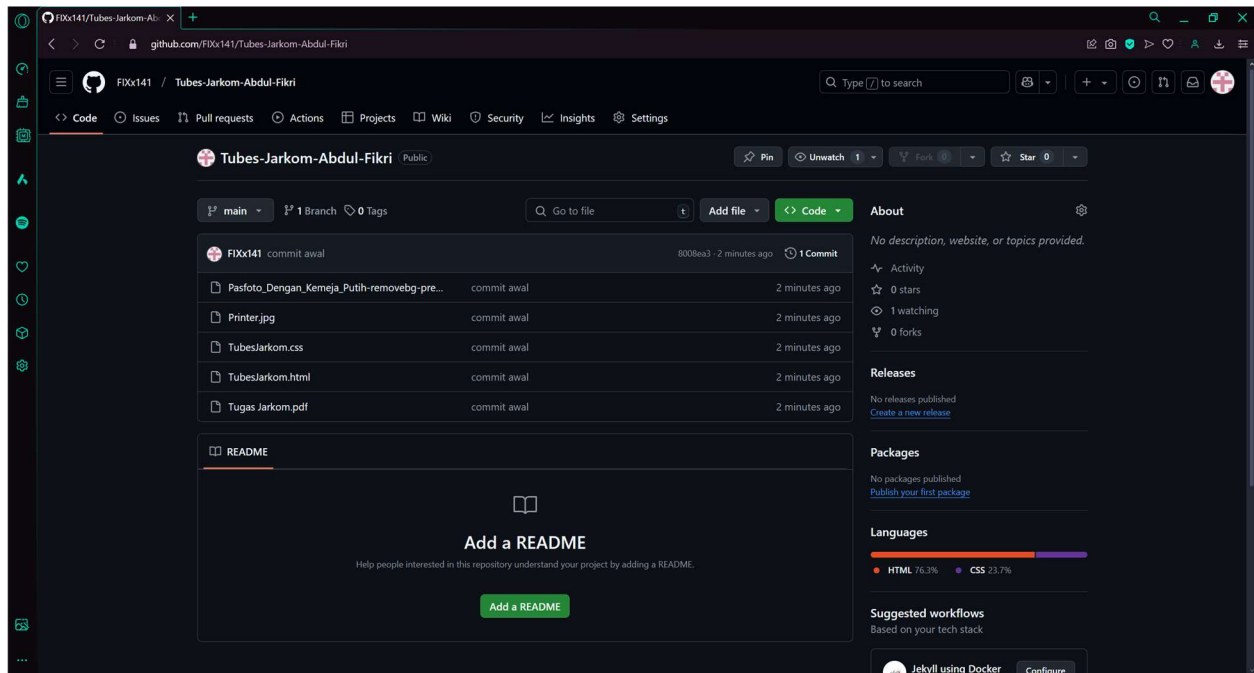 FIXx141/Tubes-Jarkom-Ab
github.com/FIXx141/Tubes-Jarkom-Abdul-Fikri
FIXx141 / Tubes-Jarkom-Abdul-Fikri
Type / to search
Code Issues Pull requests Actions Projects Wiki Security Insights Settings
Tubes-Jarkom-Abdul-Fikri Public
Pin Unwatch 1 Fork 0 Star 0
main 1 Branch 0 Tags Go to file t Add file Code
FIXx141 commit awal 8008ea3 · 2 minutes ago 1 Commit
Pasfoto_Dengan_Kemeja_Putih-removebg-pre... commit awal 2 minutes ago
Printer.jpg commit awal 2 minutes ago
TubesJarkom.css commit awal 2 minutes ago
TubesJarkom.html commit awal 2 minutes ago
Tugas Jarkom.pdf commit awal 2 minutes ago
README
Add a README
Help people interested in this repository understand your project by adding a README.
Add a README
About
No description, website, or topics provided.
Activity
0 stars
1 watching
0 forks
Releases
No releases published
Create a new release
Packages
No packages published
Publish your first package
Languages
HTML 76.3% CSS 23.7%
Suggested workflows
Based on your tech stack
Jekyll using Docker Configure